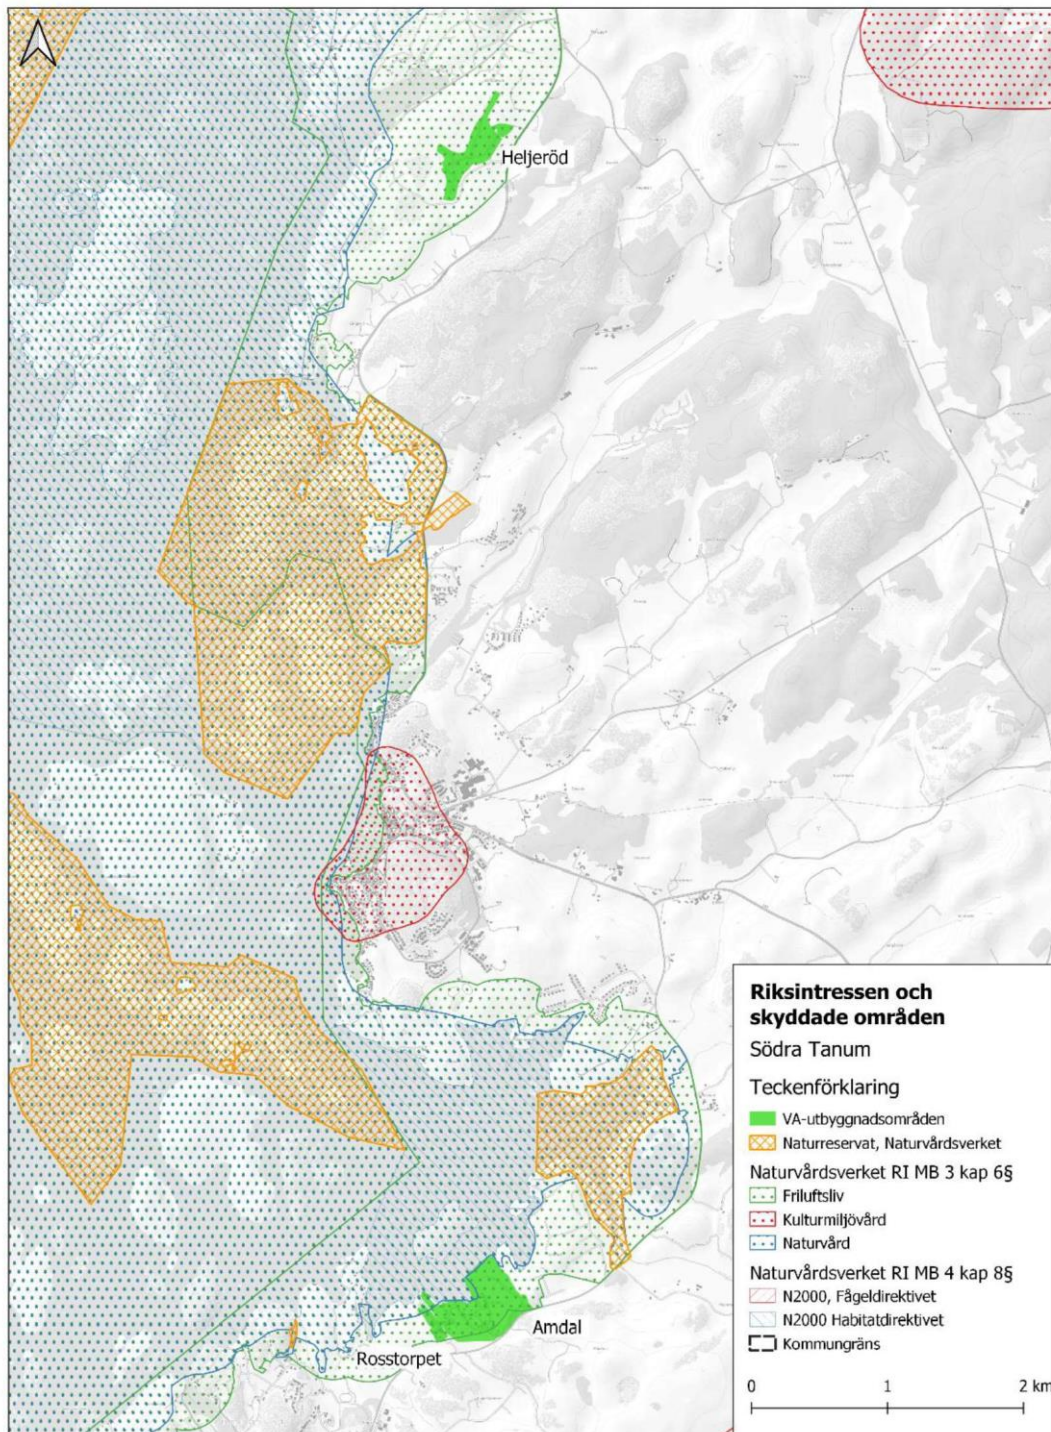 Heljeröd
Amdal
Rosstorpet
Riksintressen och
skyddade områden
Södra Tanum
Teckenförklaring
VA-utbyggnadsområden
Naturreservat, Naturvårdsverket
Naturvårdsverket RI MB 3 kap 6§
Friluftsliv
Kulturmiljövård
Naturvård
Naturvårdsverket RI MB 4 kap 8§
N2000, Fågeldirektivet
N2000 Habitatdirektivet
Kommungräns
0 1 2 km